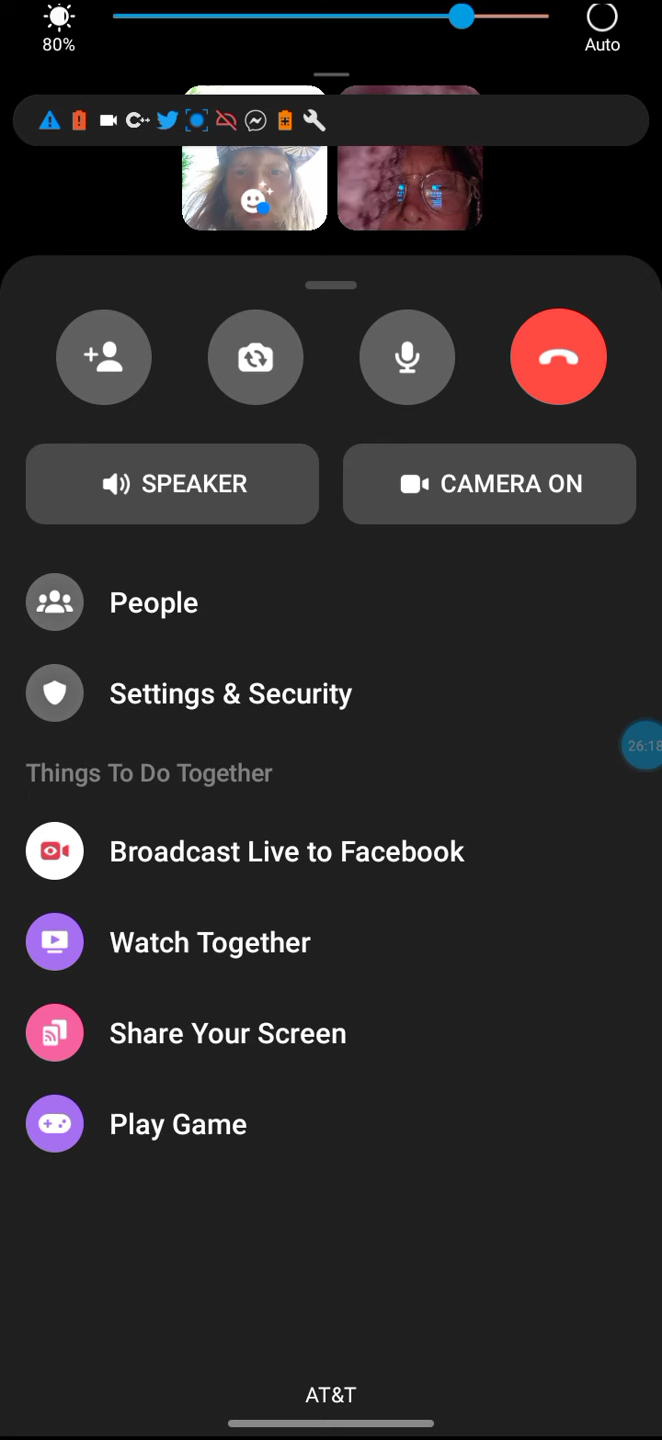 80%
Auto
SPEAKER
CAMERA ON
People
Settings & Security
26:18
Things To Do Together
Broadcast Live to Facebook
Watch Together
Share Your Screen
Play Game
AT&T